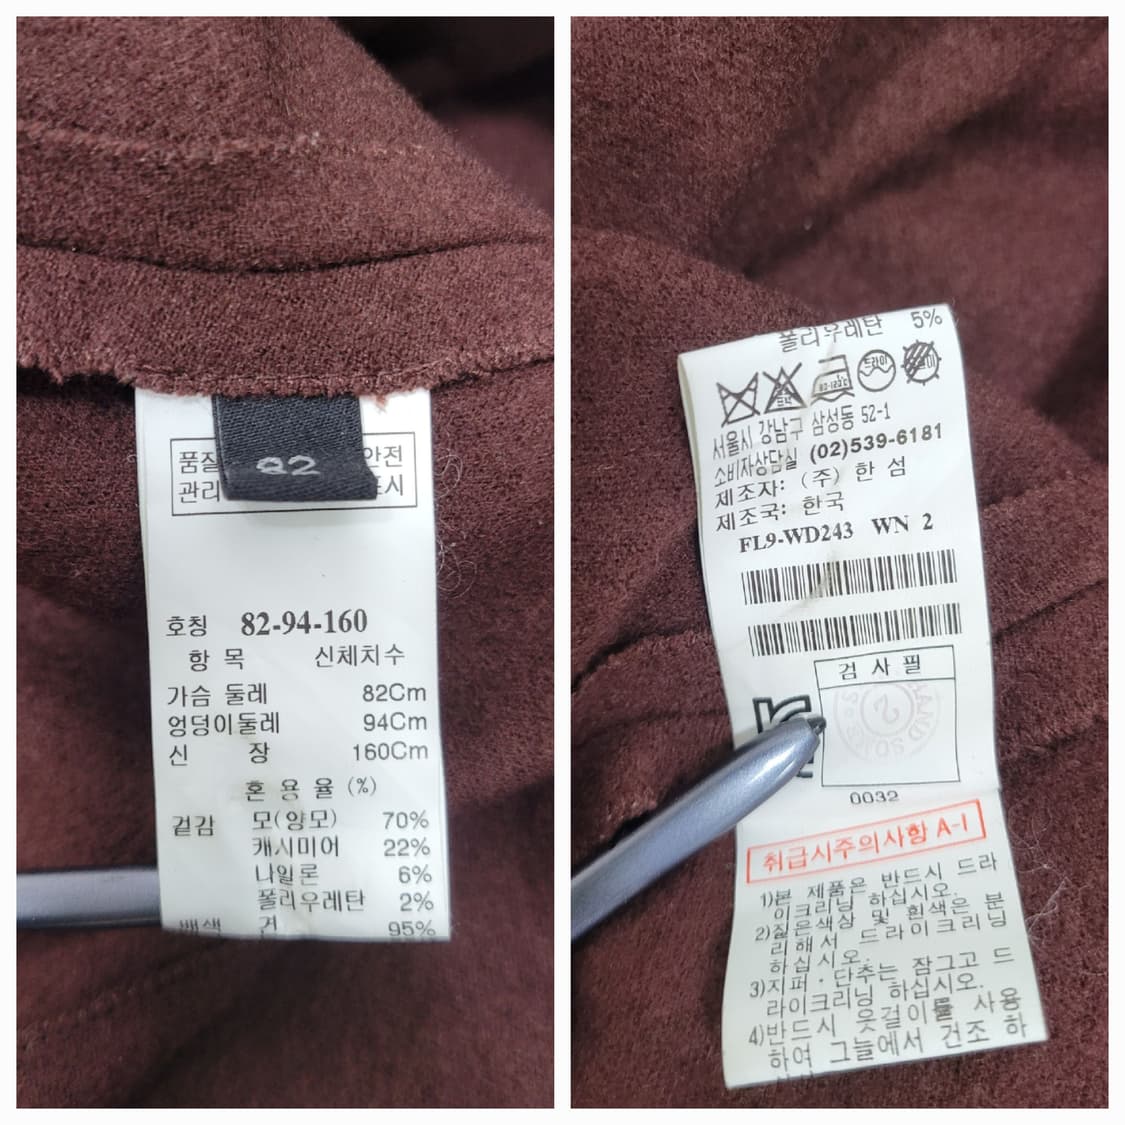 품질 안전
관리 표시
82
호칭 82-94-160
항 목 신체치수
가슴 둘레 82Cm
엉덩이둘레 94Cm
신 장 160Cm
혼 용 율 (%)
겉감 모(양모) 70%
캐시미어 22%
나일론 6%
폴리우레탄 2%
배색 견 95%
폴리우레탄 5%
80-120℃
드라이
서울시 강남구 삼성동 52-1
소비자상담실 (02)539-6181
제조자: (주) 한 섬
제조국: 한국
FL9-WD243 WN 2
검 사 필
2
0032
취급시주의사항 A-1
1)본 제품은 반드시 드라
이크리닝 하십시오.
2)짙은색상 및 흰색은 분
리해서 드라이크리닝
하십시오.
3)지퍼·단추는 잠그고 드
라이크리닝 하십시오.
4)반드시 옷걸이를 사용
하여 그늘에서 건조 하